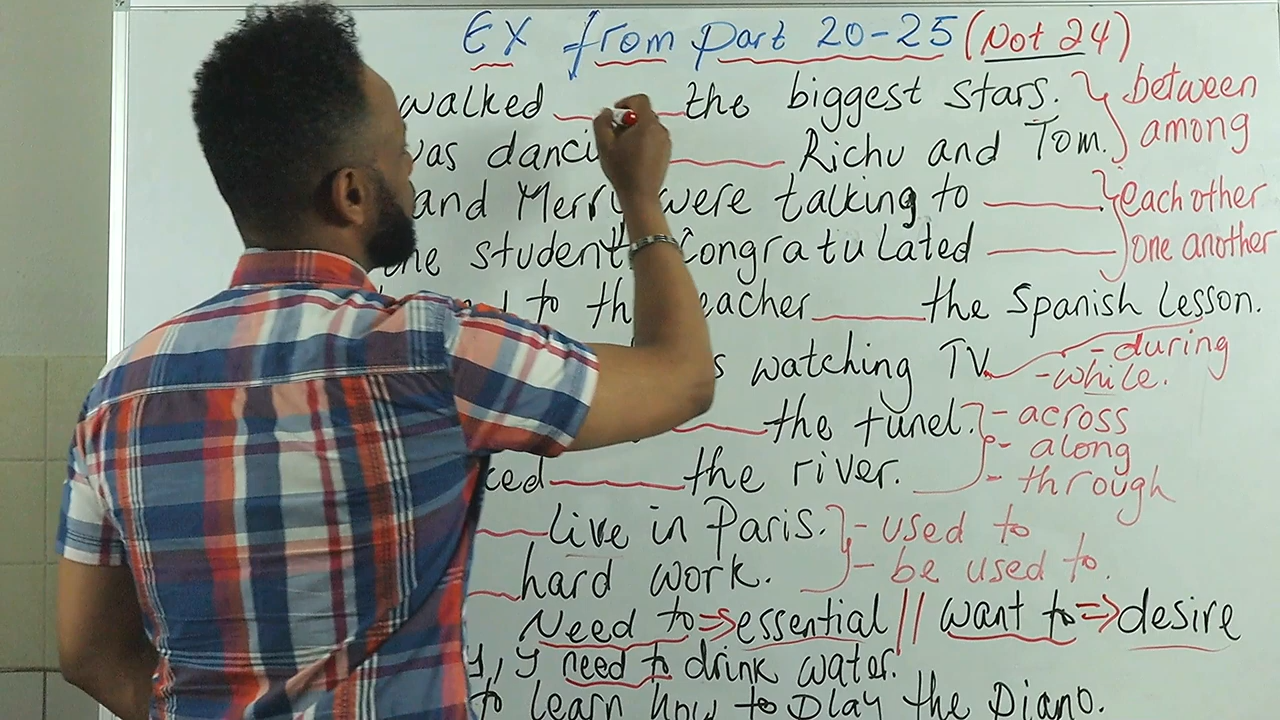 EX from part 20-25 (Not 24)
walked ___ the biggest stars. between
was danci ___ Richu and Tom. among
and Merry were talking to ___. each other
the student congratulated ___ one another
to the teacher ___ the Spanish lesson.
s watching TV. - during
- while.
___ the tunel. - across
- along
ced ___ the river. - through
___ live in Paris. - used to
___ hard work. - be used to.
Need to => essential || want to => desire
y, I need to drink water.
to learn how to play the piano.